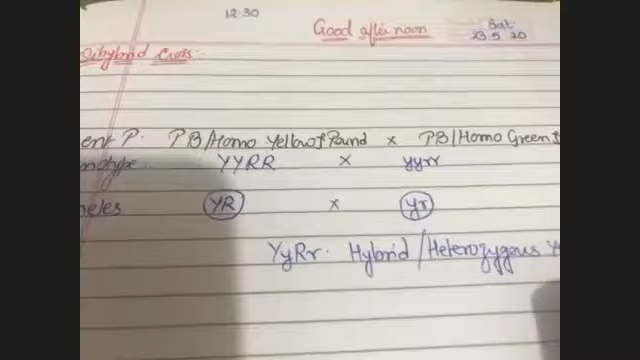 12:30
Good afternoon
Sat
23.5.20
Dihybrid Cross:-
ent P. PB/Homo Yellow & Round x PB/Homo Green &
notype: YYRR x yyrr
metes YR x yr
YyRr. Hybrid/Heterozygous Y